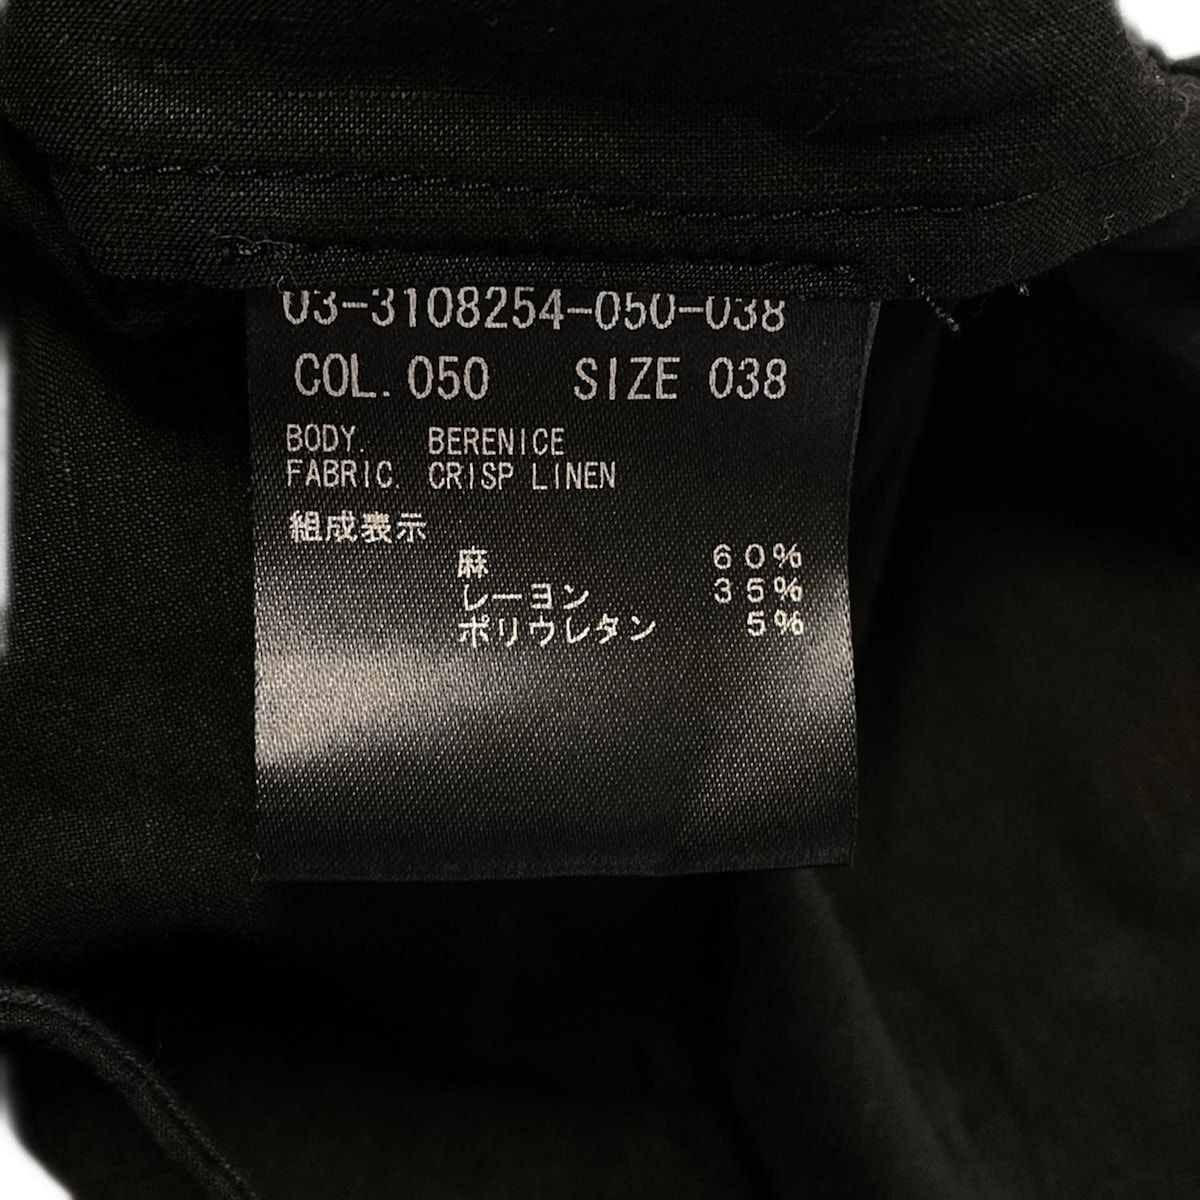 03-3108254-050-038
COL. 050 SIZE 038
BODY. BERENICE
FABRIC. CRISP LINEN
組成表示
麻 60%
レーヨン 35%
ポリウレタン 5%